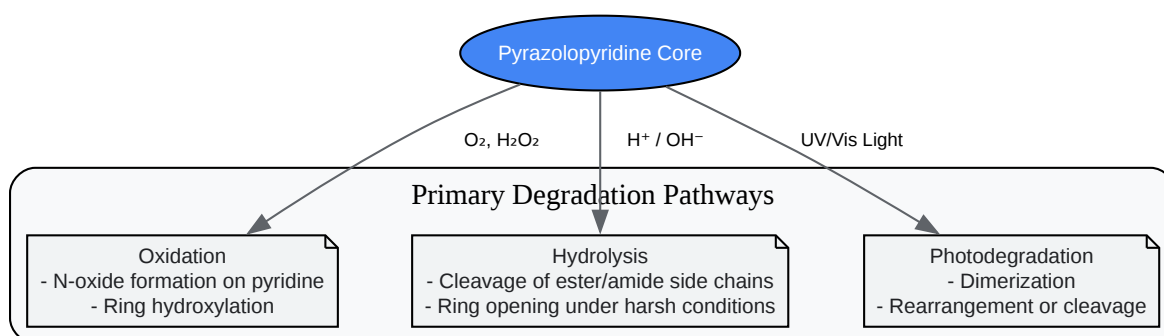 Pyrazolopyridine Core
O₂, H₂O₂
H⁺ / OH⁻
UV/Vis Light
Primary Degradation Pathways
Oxidation
- N-oxide formation on pyridine
- Ring hydroxylation
Hydrolysis
- Cleavage of ester/amide side chains
- Ring opening under harsh conditions
Photodegradation
- Dimerization
- Rearrangement or cleavage